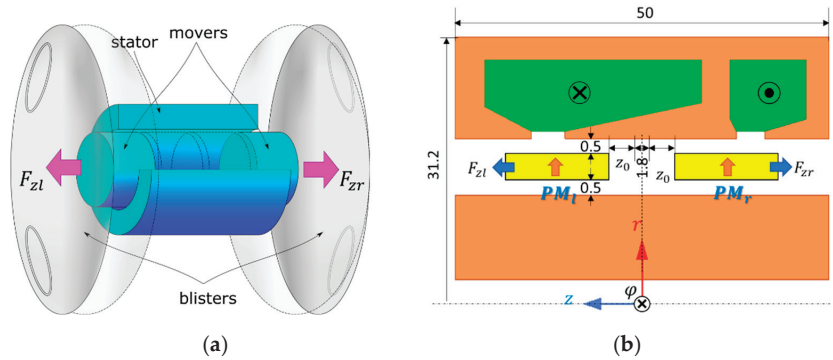 stator
movers
F_zl
F_zr
blisters
(a)
50
31.2
0.5
z_0
1.8
z_0
F_zl
F_zr
PM_l
PM_r
0.5
r
φ
z
(b)